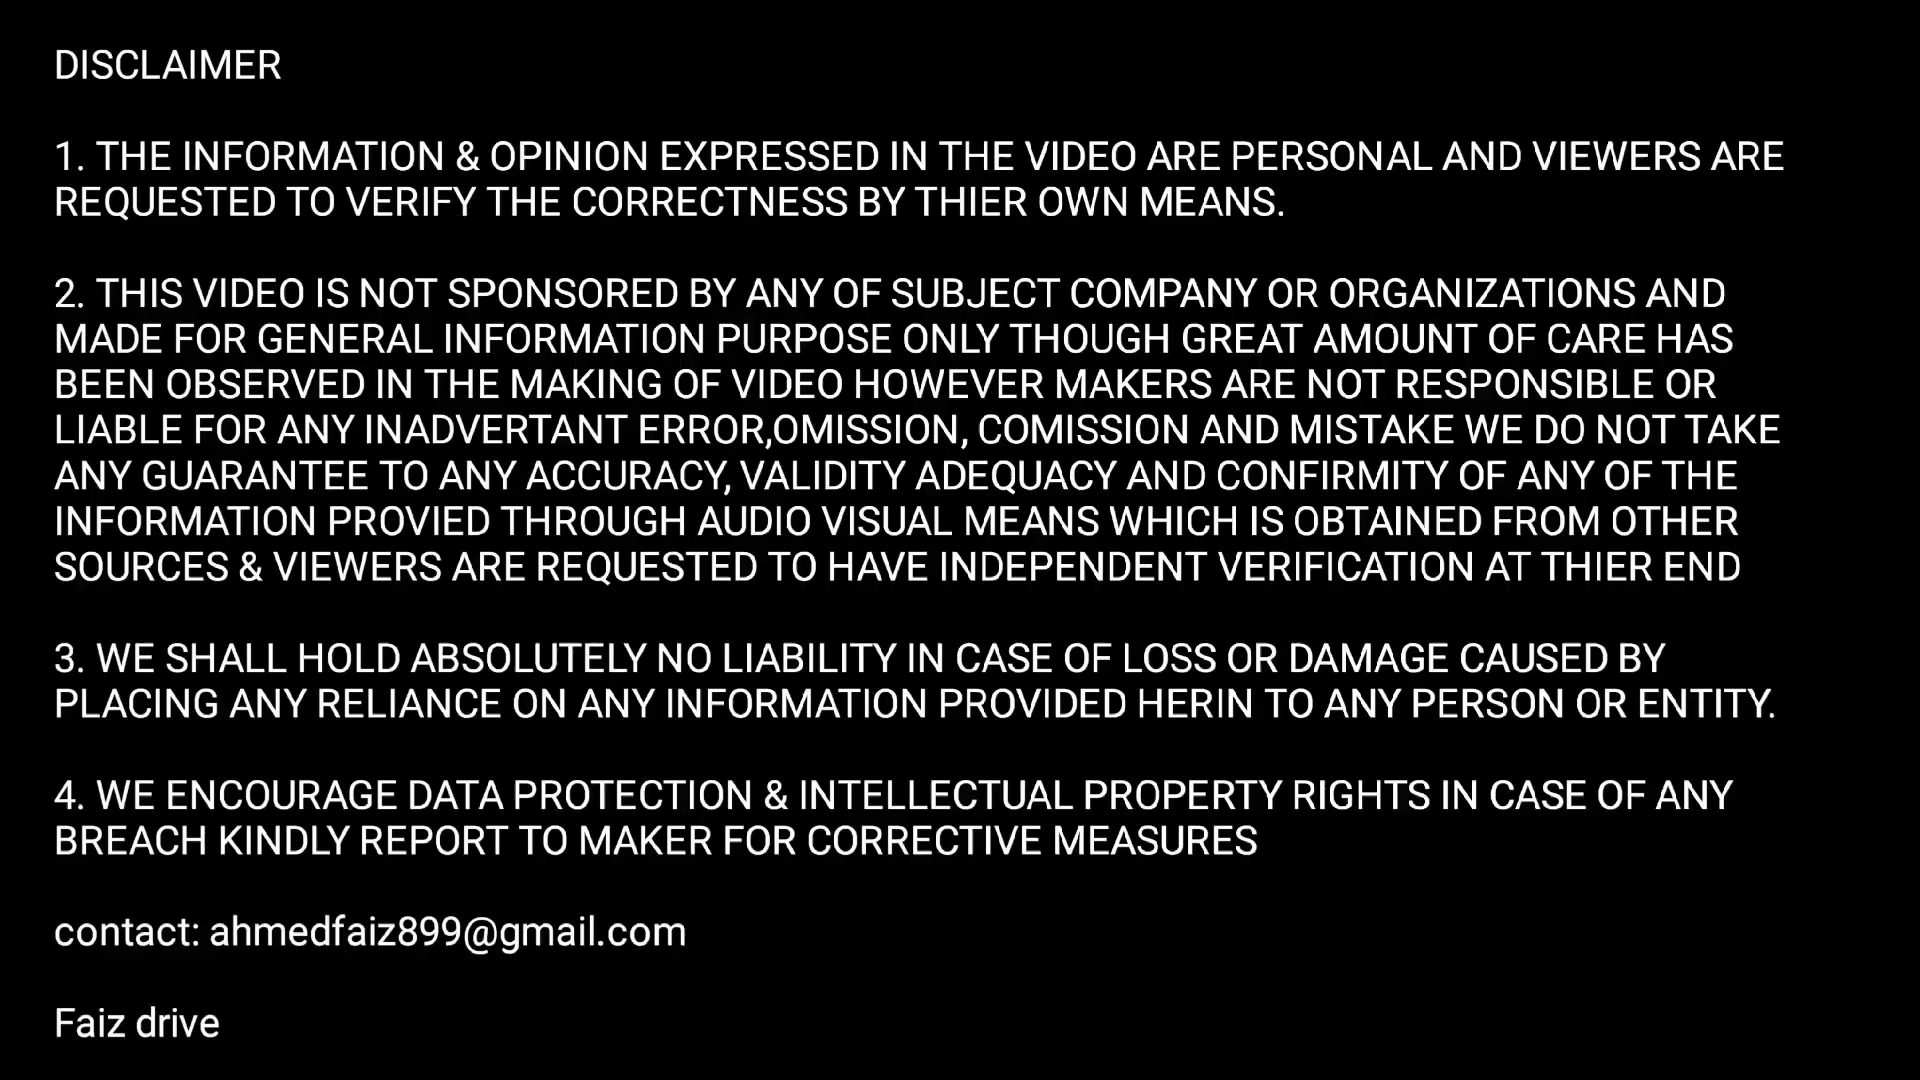 DISCLAIMER
1. THE INFORMATION & OPINION EXPRESSED IN THE VIDEO ARE PERSONAL AND VIEWERS ARE
REQUESTED TO VERIFY THE CORRECTNESS BY THIER OWN MEANS.
2. THIS VIDEO IS NOT SPONSORED BY ANY OF SUBJECT COMPANY OR ORGANIZATIONS AND
MADE FOR GENERAL INFORMATION PURPOSE ONLY THOUGH GREAT AMOUNT OF CARE HAS
BEEN OBSERVED IN THE MAKING OF VIDEO HOWEVER MAKERS ARE NOT RESPONSIBLE OR
LIABLE FOR ANY INADVERTANT ERROR,OMISSION, COMISSION AND MISTAKE WE DO NOT TAKE
ANY GUARANTEE TO ANY ACCURACY, VALIDITY ADEQUACY AND CONFIRMITY OF ANY OF THE
INFORMATION PROVIED THROUGH AUDIO VISUAL MEANS WHICH IS OBTAINED FROM OTHER
SOURCES & VIEWERS ARE REQUESTED TO HAVE INDEPENDENT VERIFICATION AT THIER END
3. WE SHALL HOLD ABSOLUTELY NO LIABILITY IN CASE OF LOSS OR DAMAGE CAUSED BY
PLACING ANY RELIANCE ON ANY INFORMATION PROVIDED HERIN TO ANY PERSON OR ENTITY.
4. WE ENCOURAGE DATA PROTECTION & INTELLECTUAL PROPERTY RIGHTS IN CASE OF ANY
BREACH KINDLY REPORT TO MAKER FOR CORRECTIVE MEASURES
contact: ahmedfaiz899@gmail.com
Faiz drive